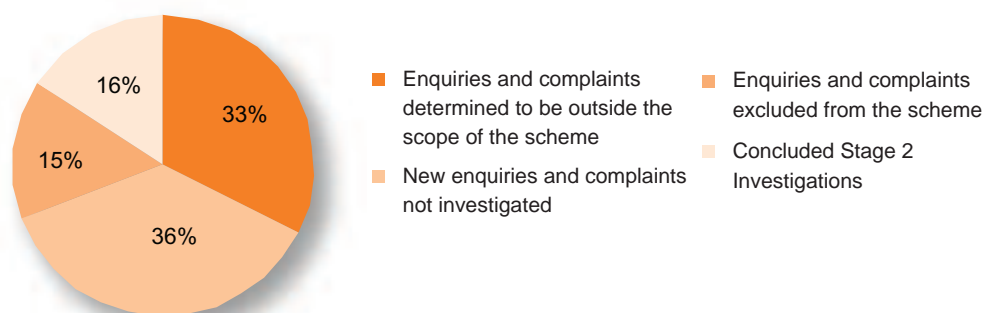 16%
33%
15%
36%
Enquiries and complaints
determined to be outside the
scope of the scheme
New enquiries and complaints
not investigated
Enquiries and complaints
excluded from the scheme
Concluded Stage 2
Investigations